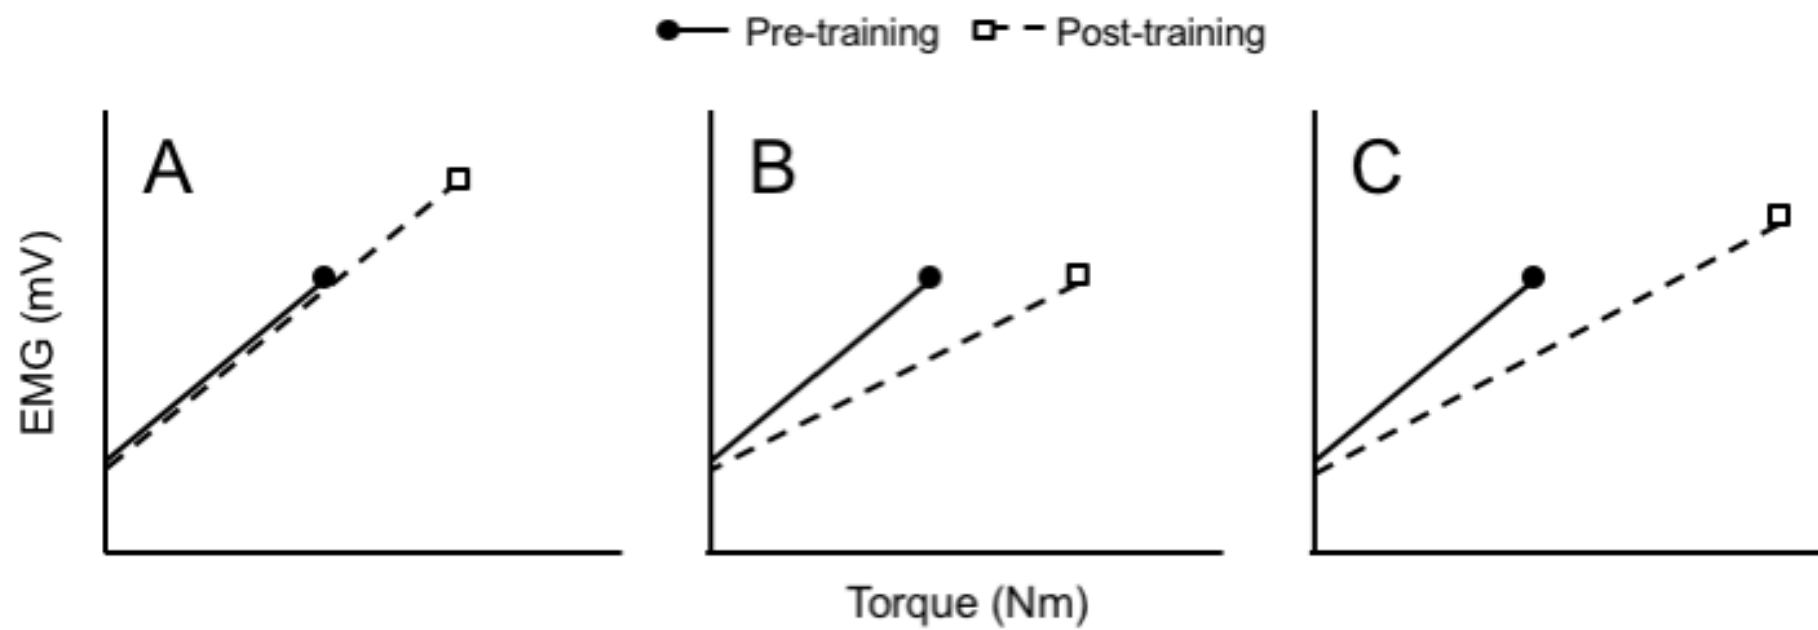 Pre-training Post-training
A
B
C
EMG (mV)
Torque (Nm)